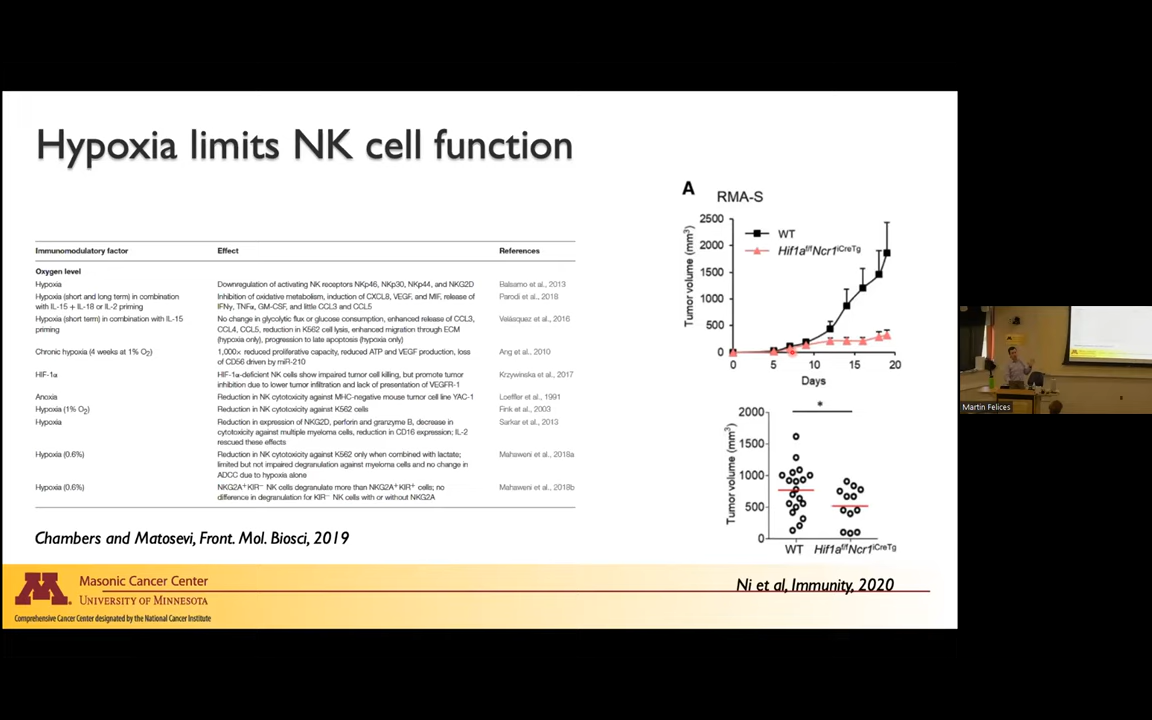 Hypoxia limits NK cell function
Immunomodulatory factor Effect References
Oxygen level
Hypoxia Downregulation of activating NK receptors NKp46, NKp30, NKp44, and NKG2D Balsamo et al., 2013
Hypoxia (short and long term) in combination Inhibition of oxidative metabolism, induction of CXCL8, VEGF, and MIF, release of Parodi et al., 2018
with IL-15 + IL-18 or IL-2 priming IFNγ, TNFα, GM-CSF, and little CCL3 and CCL5
Hypoxia (short term) in combination with IL-15 No change in glycolytic flux or glucose consumption, enhanced release of CCL3, Velásquez et al., 2016
priming CCL4, CCL5, reduction in K562 cell lysis, enhanced migration through ECM
(hypoxia only), progression to late apoptosis (hypoxia only)
Chronic hypoxia (4 weeks at 1% O2) 1,000× reduced proliferative capacity, reduced ATP and VEGF production, loss Ang et al., 2010
of CD56 driven by miR-210
HIF-1a HIF-1a-deficient NK cells show impaired tumor cell killing, but promote tumor Krzywinska et al., 2017
inhibition due to lower tumor infiltration and lack of presentation of VEGFR-1
Anoxia Reduction in NK cytotoxicity against MHC-negative mouse tumor cell line YAC-1 Loeffler et al., 1991
Hypoxia (1% O2) Reduction in NK cytotoxicity against K562 cells Fink et al., 2003
Hypoxia Reduction in expression of NKG2D, perforin and granzyme B, decrease in Sarkar et al., 2013
cytotoxicity against multiple myeloma cells, reduction in CD16 expression; IL-2
rescued these effects
Hypoxia (0.6%) Reduction in NK cytotoxicity against K562 only when combined with lactate; Mahaweni et al., 2018a
limited but not impaired degranulation against myeloma cells and no change in
ADCC due to hypoxia alone
Hypoxia (0.6%) NKG2A+KIR− NK cells degranulate more than NKG2A+KIR+ cells; no Mahaweni et al., 2018b
difference in degranulation for KIR− NK cells with or without NKG2A
Chambers and Matosevi, Front. Mol. Biosci, 2019
A
RMA-S
WT
Hif1af/fNcr1iCreTg
Tumor volume (mm3)
2500
2000
1500
1000
500
0
0 5 10 15 20
Days
*
Tumor volume (mm3)
2000
1500
1000
500
0
WT Hif1af/fNcr1iCreTg
Ni et al, Immunity, 2020
M
Masonic Cancer Center
UNIVERSITY OF MINNESOTA
Comprehensive Cancer Center designated by the National Cancer Institute
Martin Felices